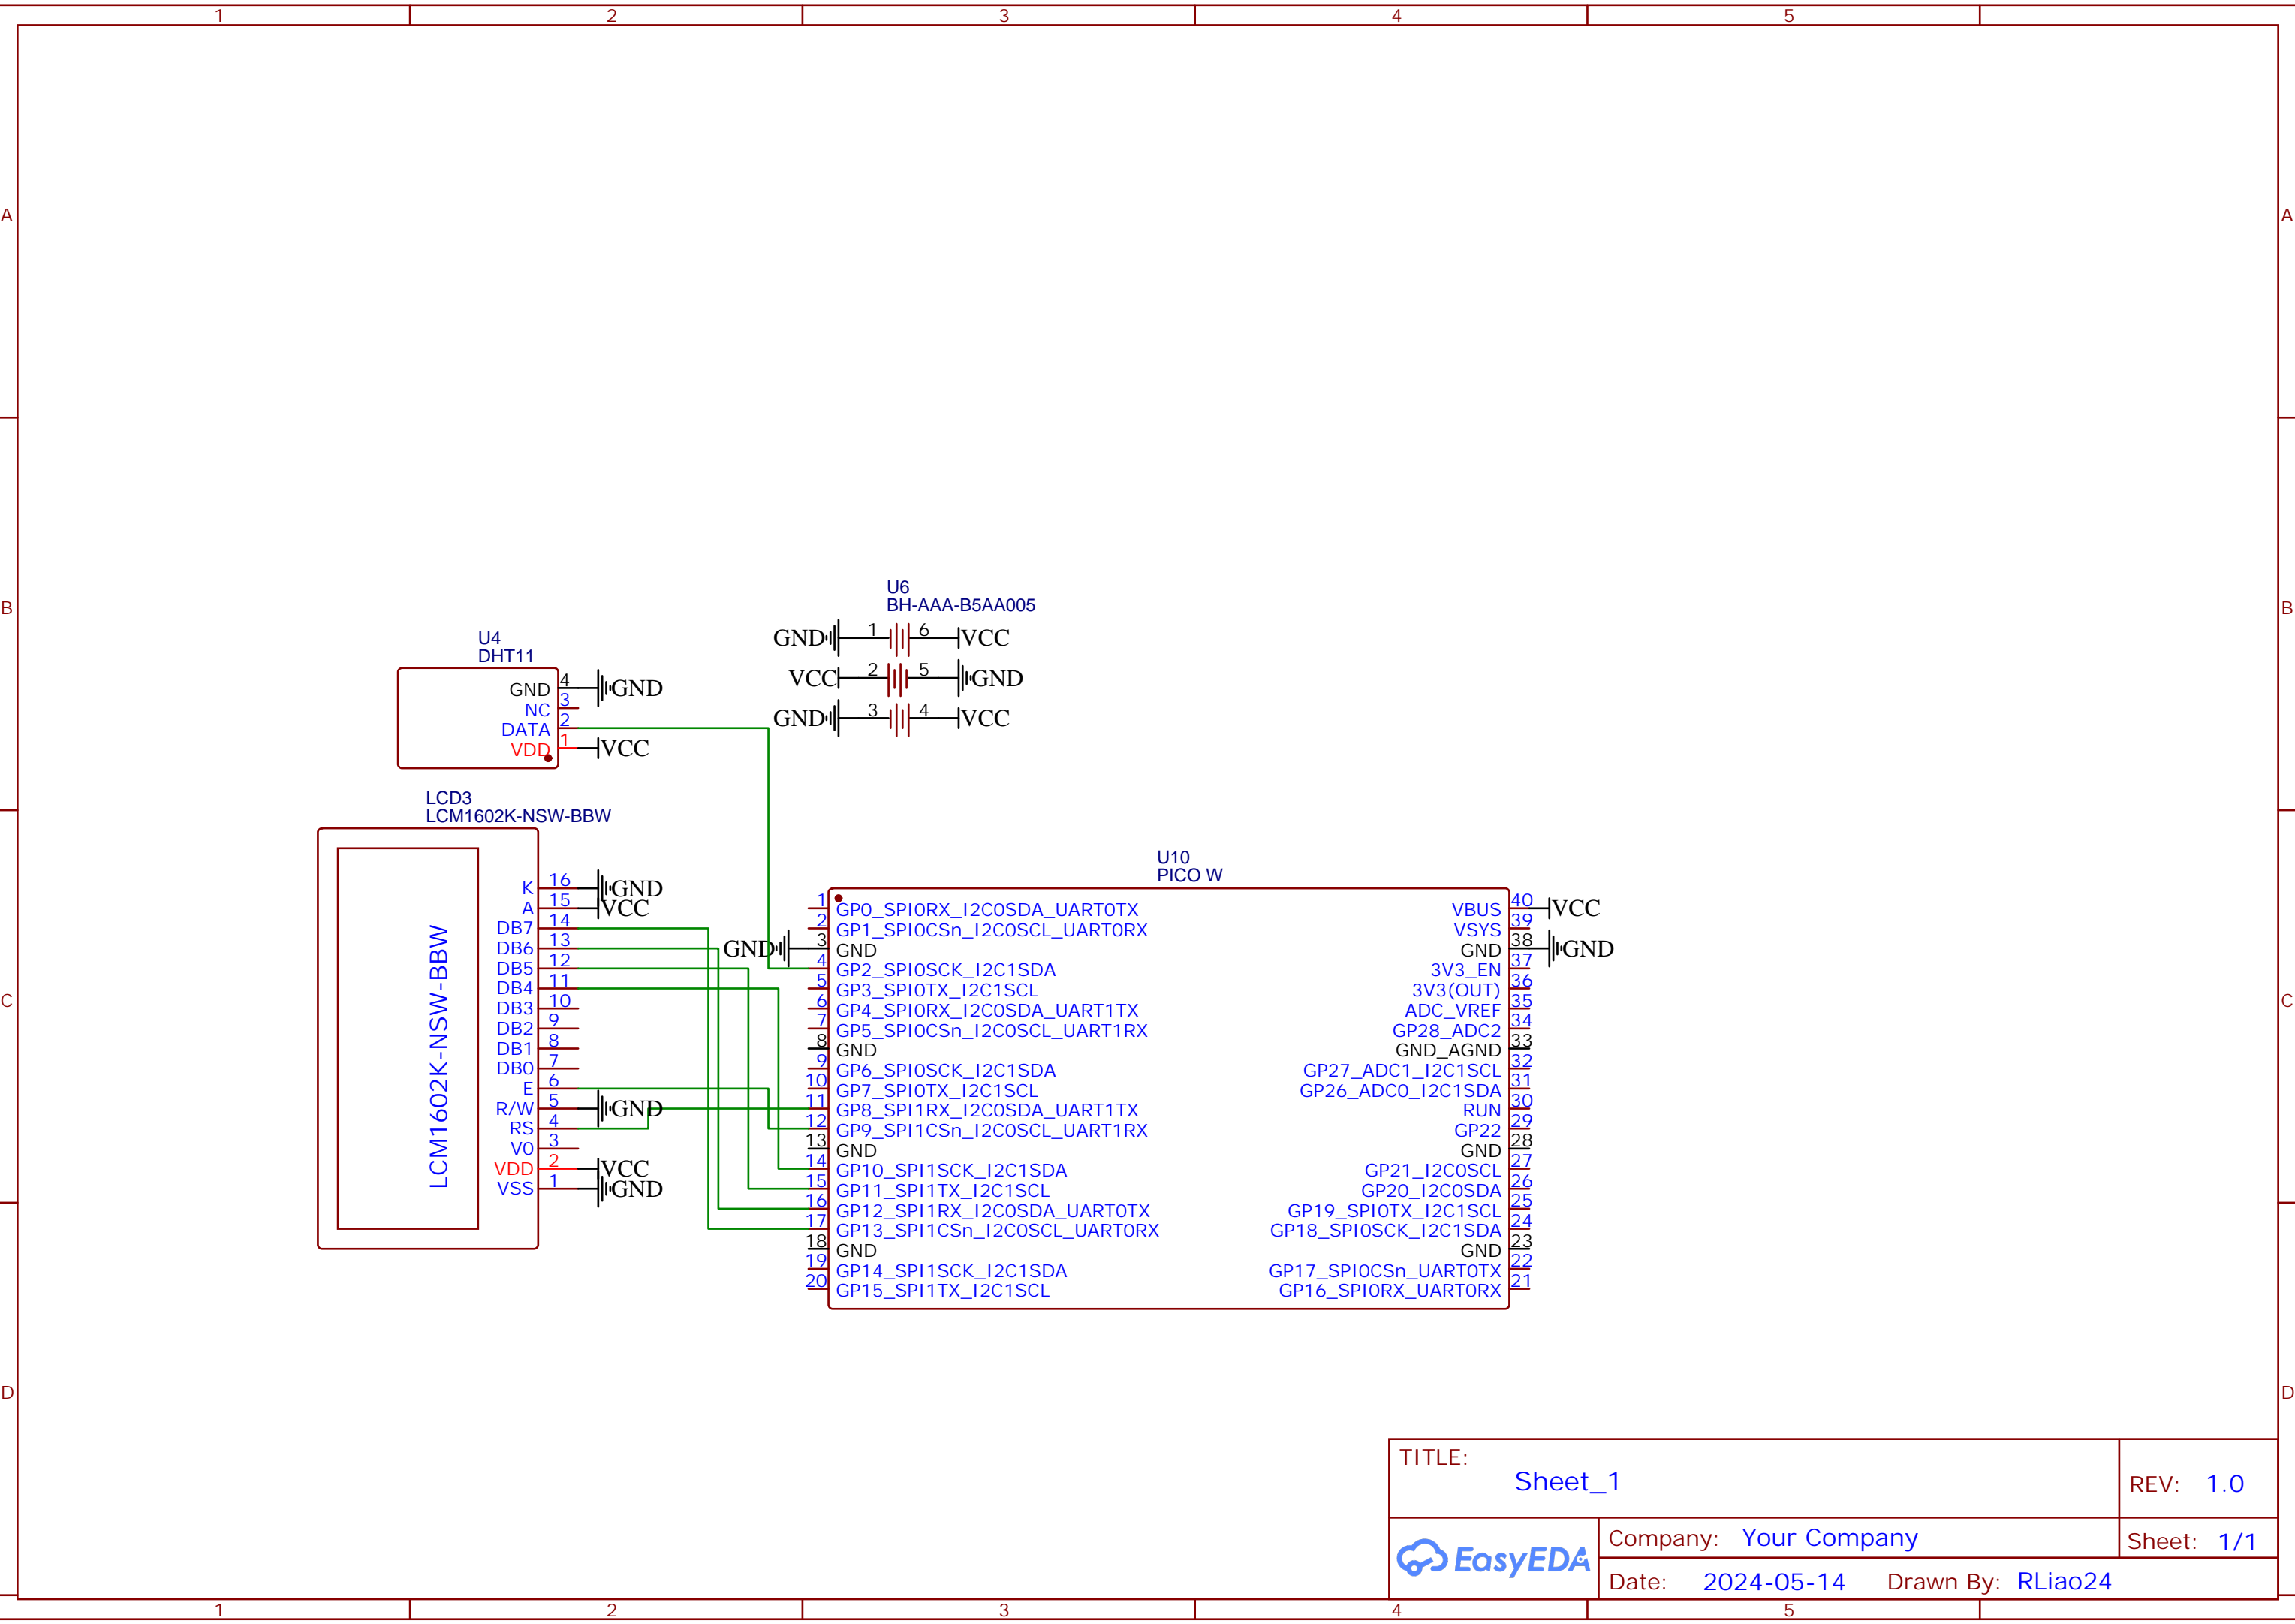 1 2 3 4 5
A A
B B
C C
D D
U6
BH-AAA-B5AA005
GND 1 6 VCC
VCC 2 5 GND
GND 3 4 VCC
U4
DHT11
GND 4 GND
NC 3
DATA 2
VDD 1 VCC
LCD3
LCM1602K-NSW-BBW
LCM1602K-NSW-BBW
K 16 GND
A 15 VCC
DB7 14
DB6 13
DB5 12
DB4 11
DB3 10
DB2 9
DB1 8
DB0 7
E 6
R/W 5 GND
RS 4
V0 3
VDD 2 VCC
VSS 1 GND
U10
PICO W
1 GP0_SPI0RX_I2C0SDA_UART0TX VBUS 40 VCC
2 GP1_SPI0CSn_I2C0SCL_UART0RX VSYS 39
GND 3 GND GND 38 GND
4 GP2_SPI0SCK_I2C1SDA 3V3_EN 37
5 GP3_SPI0TX_I2C1SCL 3V3(OUT) 36
6 GP4_SPI0RX_I2C0SDA_UART1TX ADC_VREF 35
7 GP5_SPI0CSn_I2C0SCL_UART1RX GP28_ADC2 34
8 GND GND_AGND 33
9 GP6_SPI0SCK_I2C1SDA GP27_ADC1_I2C1SCL 32
10 GP7_SPI0TX_I2C1SCL GP26_ADC0_I2C1SDA 31
11 GP8_SPI1RX_I2C0SDA_UART1TX RUN 30
12 GP9_SPI1CSn_I2C0SCL_UART1RX GP22 29
13 GND GND 28
14 GP10_SPI1SCK_I2C1SDA GP21_I2C0SCL 27
15 GP11_SPI1TX_I2C1SCL GP20_I2C0SDA 26
16 GP12_SPI1RX_I2C0SDA_UART0TX GP19_SPI0TX_I2C1SCL 25
17 GP13_SPI1CSn_I2C0SCL_UART0RX GP18_SPI0SCK_I2C1SDA 24
18 GND GND 23
19 GP14_SPI1SCK_I2C1SDA GP17_SPI0CSn_UART0TX 22
20 GP15_SPI1TX_I2C1SCL GP16_SPI0RX_UART0RX 21
TITLE:
Sheet_1
REV: 1.0
EasyEDA
Company: Your Company
Sheet: 1/1
Date: 2024-05-14 Drawn By: RLiao24
1 2 3 4 5